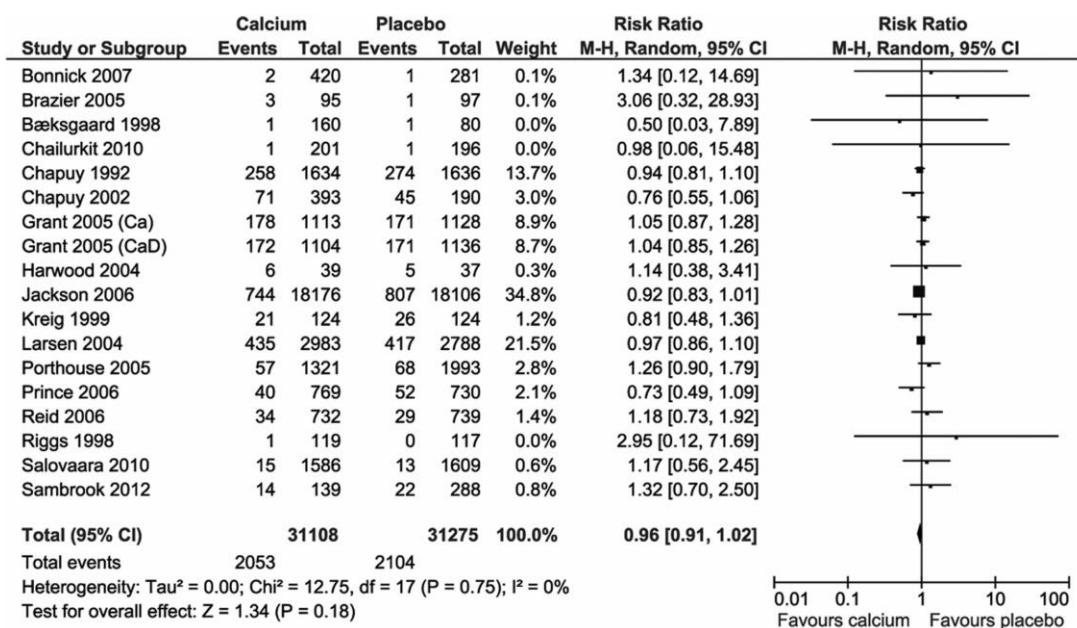 Calcium Placebo Risk Ratio Risk Ratio
Study or Subgroup Events Total Events Total Weight M-H, Random, 95% CI M-H, Random, 95% CI
Bonnick 2007 2 420 1 281 0.1% 1.34 [0.12, 14.69]
Brazier 2005 3 95 1 97 0.1% 3.06 [0.32, 28.93]
Bæksgaard 1998 1 160 1 80 0.0% 0.50 [0.03, 7.89]
Chailurkit 2010 1 201 1 196 0.0% 0.98 [0.06, 15.48]
Chapuy 1992 258 1634 274 1636 13.7% 0.94 [0.81, 1.10]
Chapuy 2002 71 393 45 190 3.0% 0.76 [0.55, 1.06]
Grant 2005 (Ca) 178 1113 171 1128 8.9% 1.05 [0.87, 1.28]
Grant 2005 (CaD) 172 1104 171 1136 8.7% 1.04 [0.85, 1.26]
Harwood 2004 6 39 5 37 0.3% 1.14 [0.38, 3.41]
Jackson 2006 744 18176 807 18106 34.8% 0.92 [0.83, 1.01]
Kreig 1999 21 124 26 124 1.2% 0.81 [0.48, 1.36]
Larsen 2004 435 2983 417 2788 21.5% 0.97 [0.86, 1.10]
Porthouse 2005 57 1321 68 1993 2.8% 1.26 [0.90, 1.79]
Prince 2006 40 769 52 730 2.1% 0.73 [0.49, 1.09]
Reid 2006 34 732 29 739 1.4% 1.18 [0.73, 1.92]
Riggs 1998 1 119 0 117 0.0% 2.95 [0.12, 71.69]
Salovaara 2010 15 1586 13 1609 0.6% 1.17 [0.56, 2.45]
Sambrook 2012 14 139 22 288 0.8% 1.32 [0.70, 2.50]
Total (95% CI) 31108 31275 100.0% 0.96 [0.91, 1.02]
Total events 2053 2104
Heterogeneity: Tau² = 0.00; Chi² = 12.75, df = 17 (P = 0.75); I² = 0%
Test for overall effect: Z = 1.34 (P = 0.18)
0.01 0.1 1 10 100
Favours calcium Favours placebo